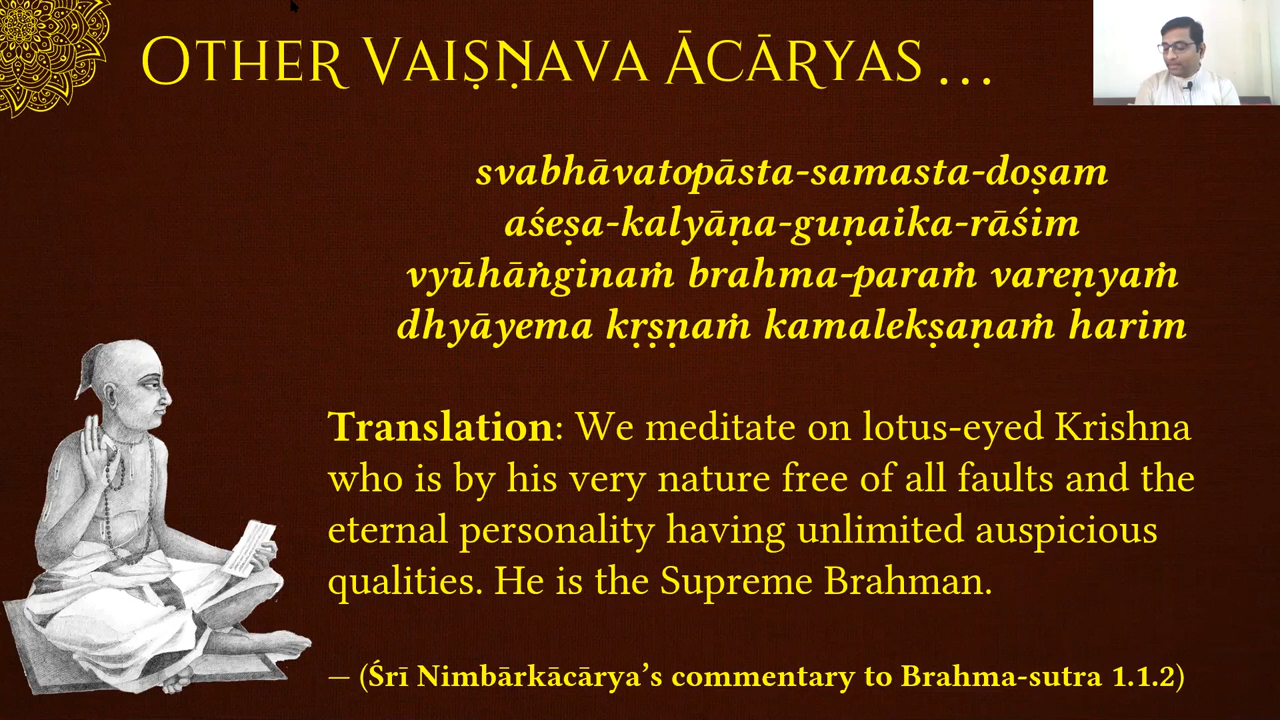 OTHER VAIṢṆAVA ĀCĀRYAS ...
svabhāvatopāsta-samasta-doṣam
aśeṣa-kalyāṇa-guṇaika-rāśim
vyūhāṅginaṁ brahma-paraṁ vareṇyaṁ
dhyāyema kṛṣṇaṁ kamalekṣaṇaṁ harim
Translation: We meditate on lotus-eyed Krishna
who is by his very nature free of all faults and the
eternal personality having unlimited auspicious
qualities. He is the Supreme Brahman.
– (Śrī Nimbārkācārya’s commentary to Brahma-sutra 1.1.2)